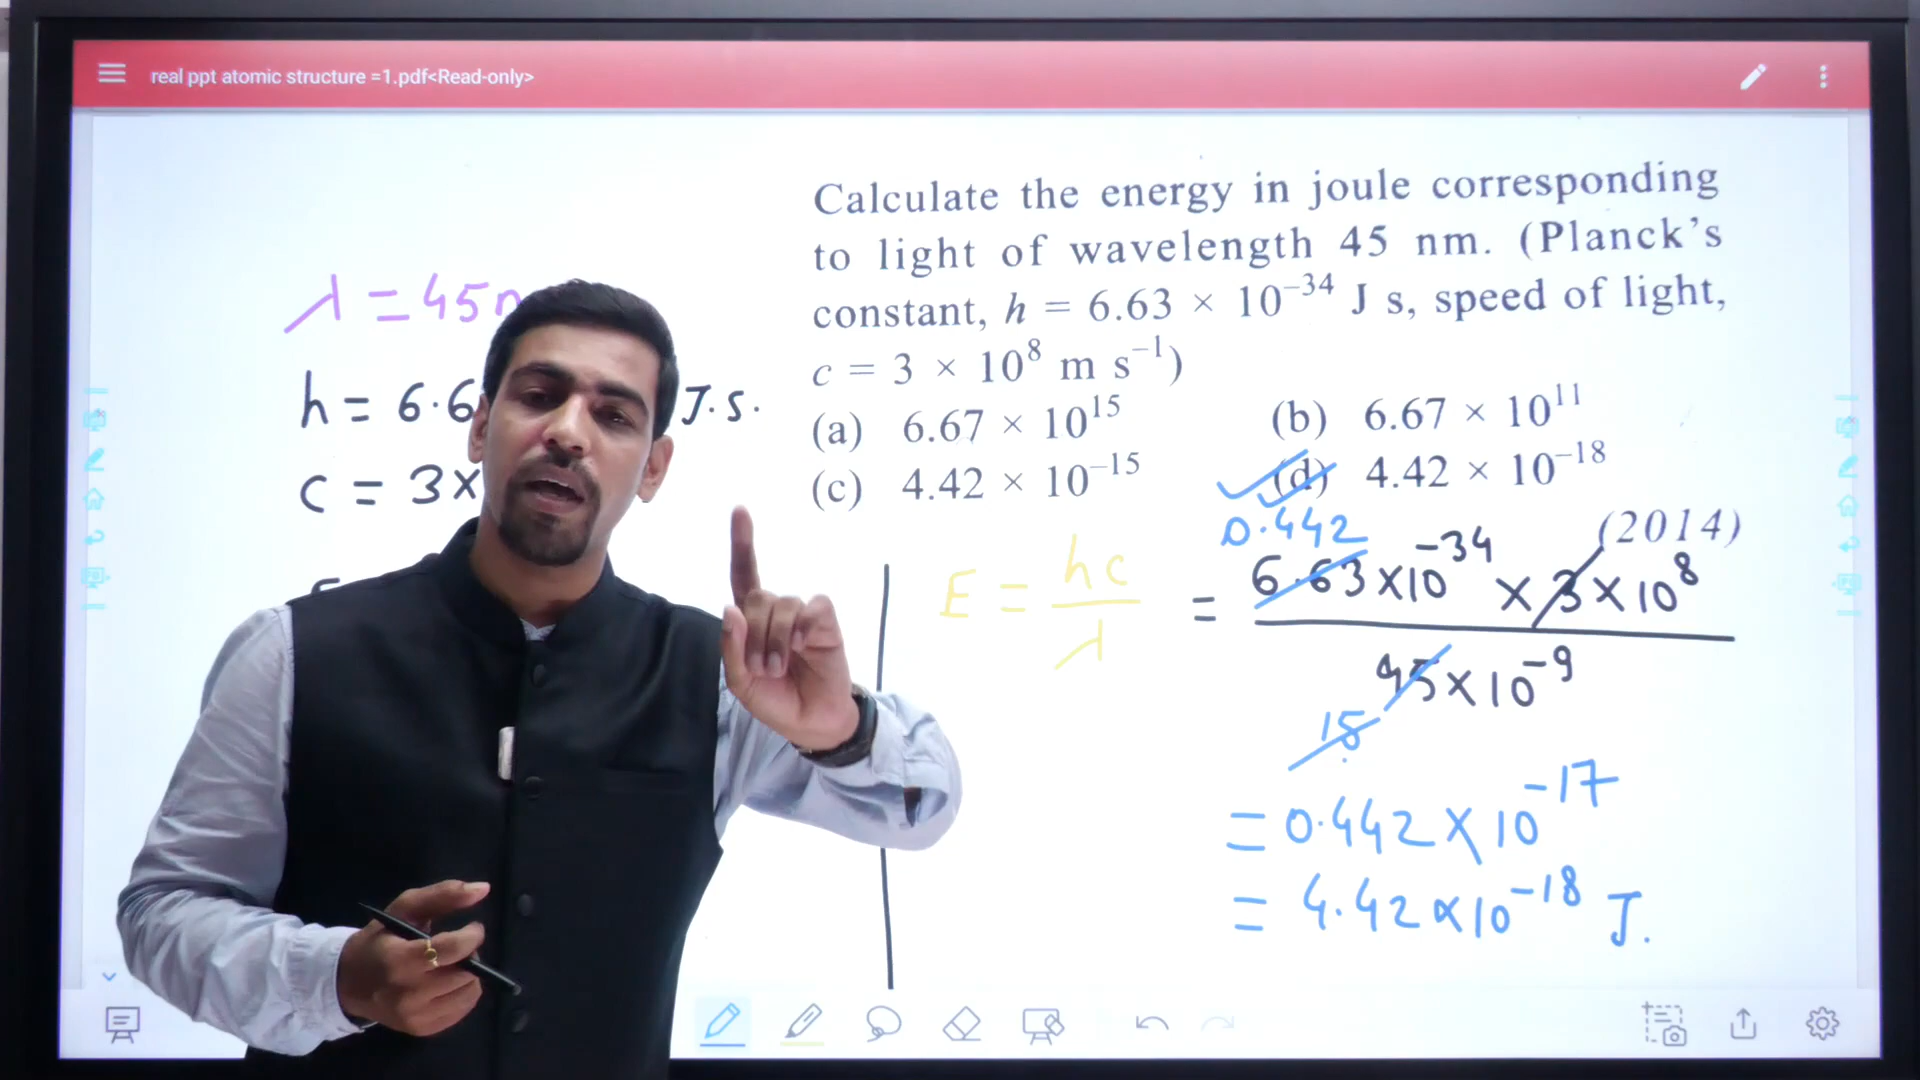 real ppt atomic structure =1.pdf<Read-only>
Calculate the energy in joule corresponding
to light of wavelength 45 nm. (Planck's
constant, h = 6.63 × 10⁻³⁴ J s, speed of light,
c = 3 × 10⁸ m s⁻¹)
(a) 6.67 × 10¹⁵ (b) 6.67 × 10¹¹
(c) 4.42 × 10⁻¹⁵ (d) 4.42 × 10⁻¹⁸
(2014)
λ = 45n
h = 6.6 J.s.
c = 3×
E = hc
λ
0.442
= 6.63×10⁻³⁴ × 3×10⁸
45×10⁻⁹
15
= 0.442×10⁻¹⁷
= 4.42×10⁻¹⁸ J.